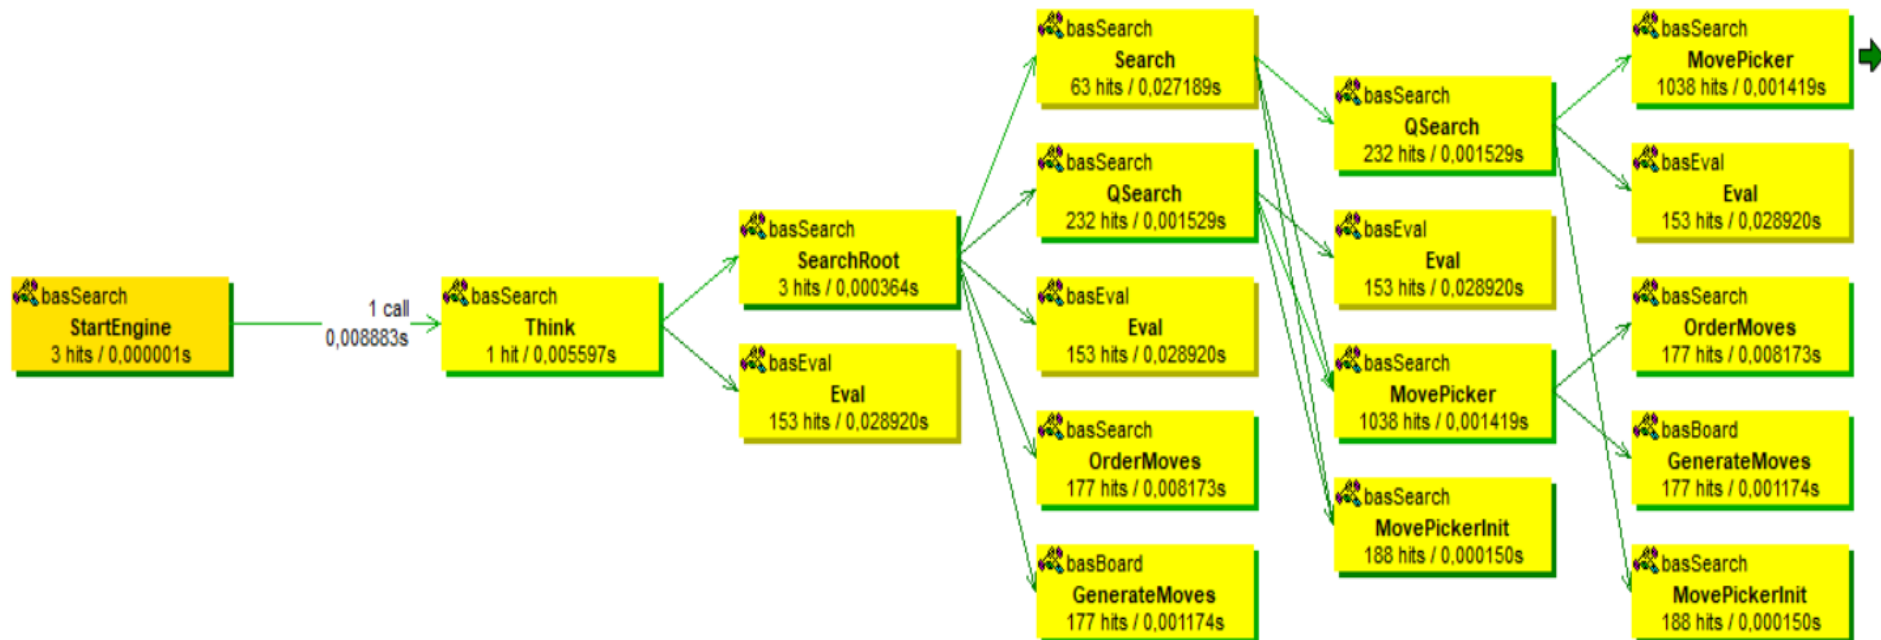 basSearch
StartEngine
3 hits / 0,000001s
1 call
0,008883s
basSearch
Think
1 hit / 0,005597s
basSearch
SearchRoot
3 hits / 0,000364s
basEval
Eval
153 hits / 0,028920s
basSearch
Search
63 hits / 0,027189s
basSearch
QSearch
232 hits / 0,001529s
basEval
Eval
153 hits / 0,028920s
basSearch
OrderMoves
177 hits / 0,008173s
basBoard
GenerateMoves
177 hits / 0,001174s
basSearch
QSearch
232 hits / 0,001529s
basEval
Eval
153 hits / 0,028920s
basSearch
MovePicker
1038 hits / 0,001419s
basSearch
MovePickerInit
188 hits / 0,000150s
basSearch
MovePicker
1038 hits / 0,001419s
basEval
Eval
153 hits / 0,028920s
basSearch
OrderMoves
177 hits / 0,008173s
basBoard
GenerateMoves
177 hits / 0,001174s
basSearch
MovePickerInit
188 hits / 0,000150s